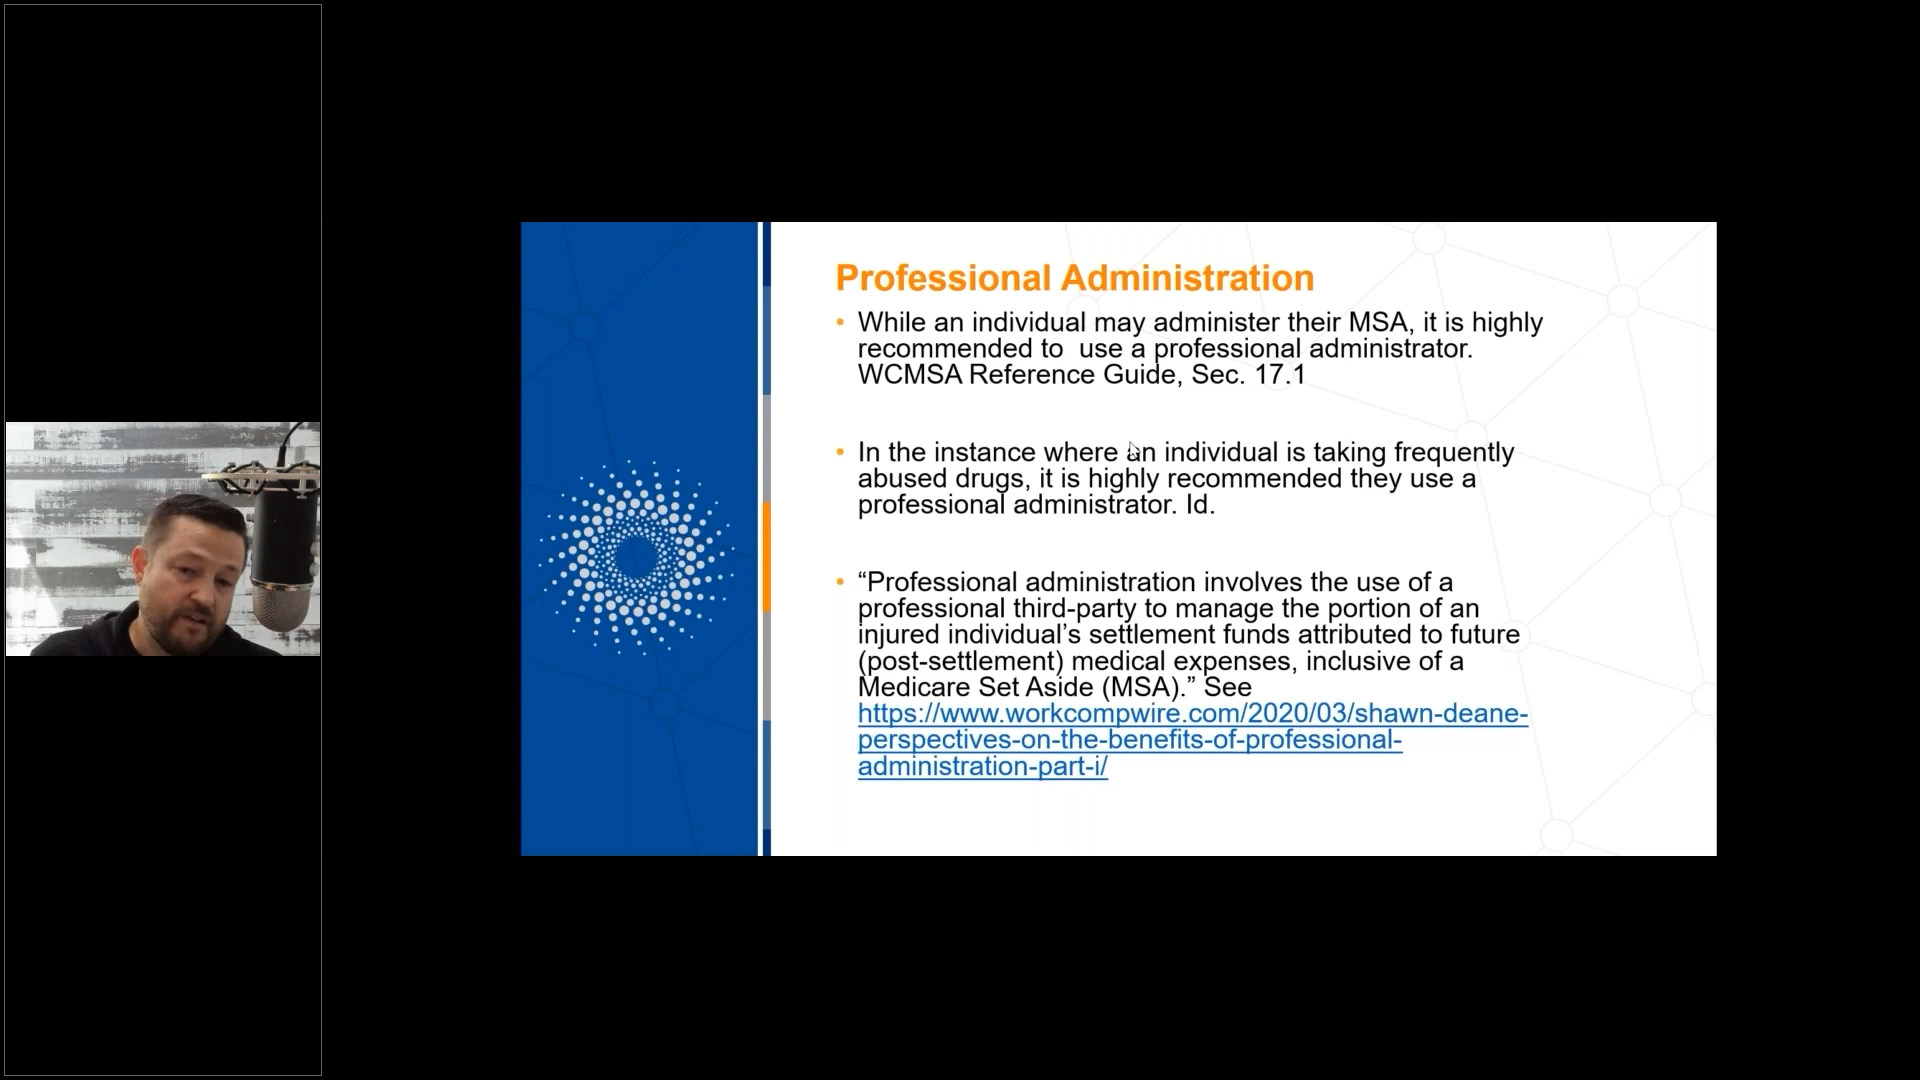 Professional Administration
• While an individual may administer their MSA, it is highly
recommended to  use a professional administrator.
WCMSA Reference Guide, Sec. 17.1
• In the instance where an individual is taking frequently
abused drugs, it is highly recommended they use a
professional administrator. Id.
• “Professional administration involves the use of a
professional third-party to manage the portion of an
injured individual’s settlement funds attributed to future
(post-settlement) medical expenses, inclusive of a
Medicare Set Aside (MSA).” See
https://www.workcompwire.com/2020/03/shawn-deane-
perspectives-on-the-benefits-of-professional-
administration-part-i/